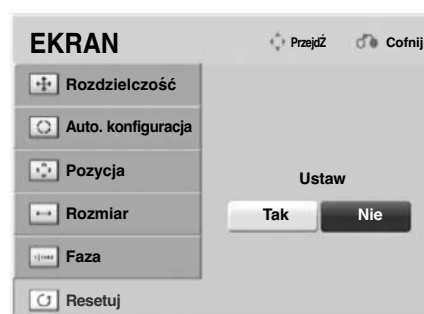 EKRAN PrzejdŹ Cofnij
Rozdzielczość
Auto. konfiguracja
Pozycja
Ustaw
Rozmiar Tak Nie
Faza
Resetuj